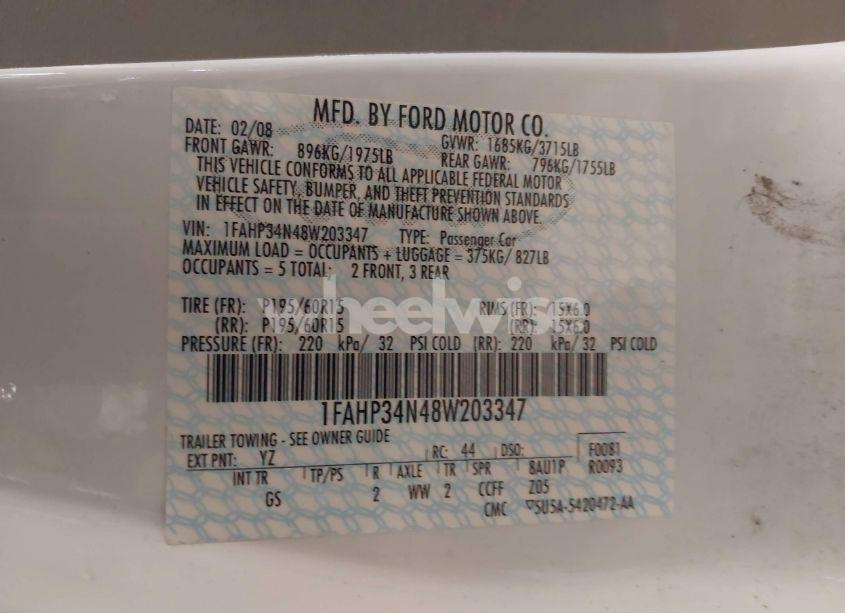 MFD. BY FORD MOTOR CO.
DATE: 02/08 GVWR: 1685KG/3715LB
FRONT GAWR: 896KG/1975LB REAR GAWR: 796KG/1755LB
THIS VEHICLE CONFORMS TO ALL APPLICABLE FEDERAL MOTOR
VEHICLE SAFETY, BUMPER, AND THEFT PREVENTION STANDARDS
IN EFFECT ON THE DATE OF MANUFACTURE SHOWN ABOVE.
VIN: 1FAHP34N48W203347 TYPE: Passenger Car
MAXIMUM LOAD = OCCUPANTS + LUGGAGE = 375KG/ 827LB
OCCUPANTS = 5 TOTAL: 2 FRONT, 3 REAR
wheelwise
TIRE (FR): P195/60R15 RIMS (FR): 15X6.0
(RR): P195/60R15 (RR): 15X6.0
PRESSURE (FR): 220 kPa/ 32 PSI COLD (RR): 220 kPa/ 32 PSI COLD
1FAHP34N48W203347
TRAILER TOWING - SEE OWNER GUIDE
EXT PNT: YZ RC: 44 DSO: F0081
INT TR TP/PS R AXLE TR SPR 8AU1P R0093
GS 2 WW 2 CCFF Z05
CMC 5U5A-5420472-AA